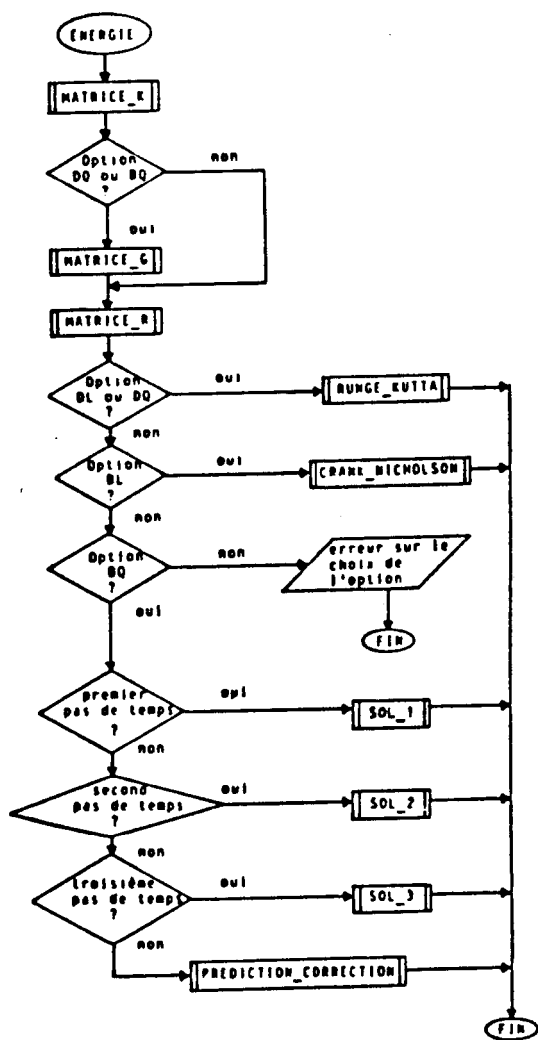 ENERGIE
MATRICE_K
Option
DQ ou BQ
?
non
oui
MATRICE_G
MATRICE_R
Option
BL ou DQ
?
oui
RUNGE_KUTTA
non
Option
BL
?
oui
CRANK_NICHOLSON
non
Option
BQ
?
non
erreur sur le
choix de
l'option
oui
FIN
premier
pas de temps
?
oui
SOL_1
non
second
pas de temps
?
oui
SOL_2
non
troisième
pas de temps
?
oui
SOL_3
non
PREDICTION_CORRECTION
FIN